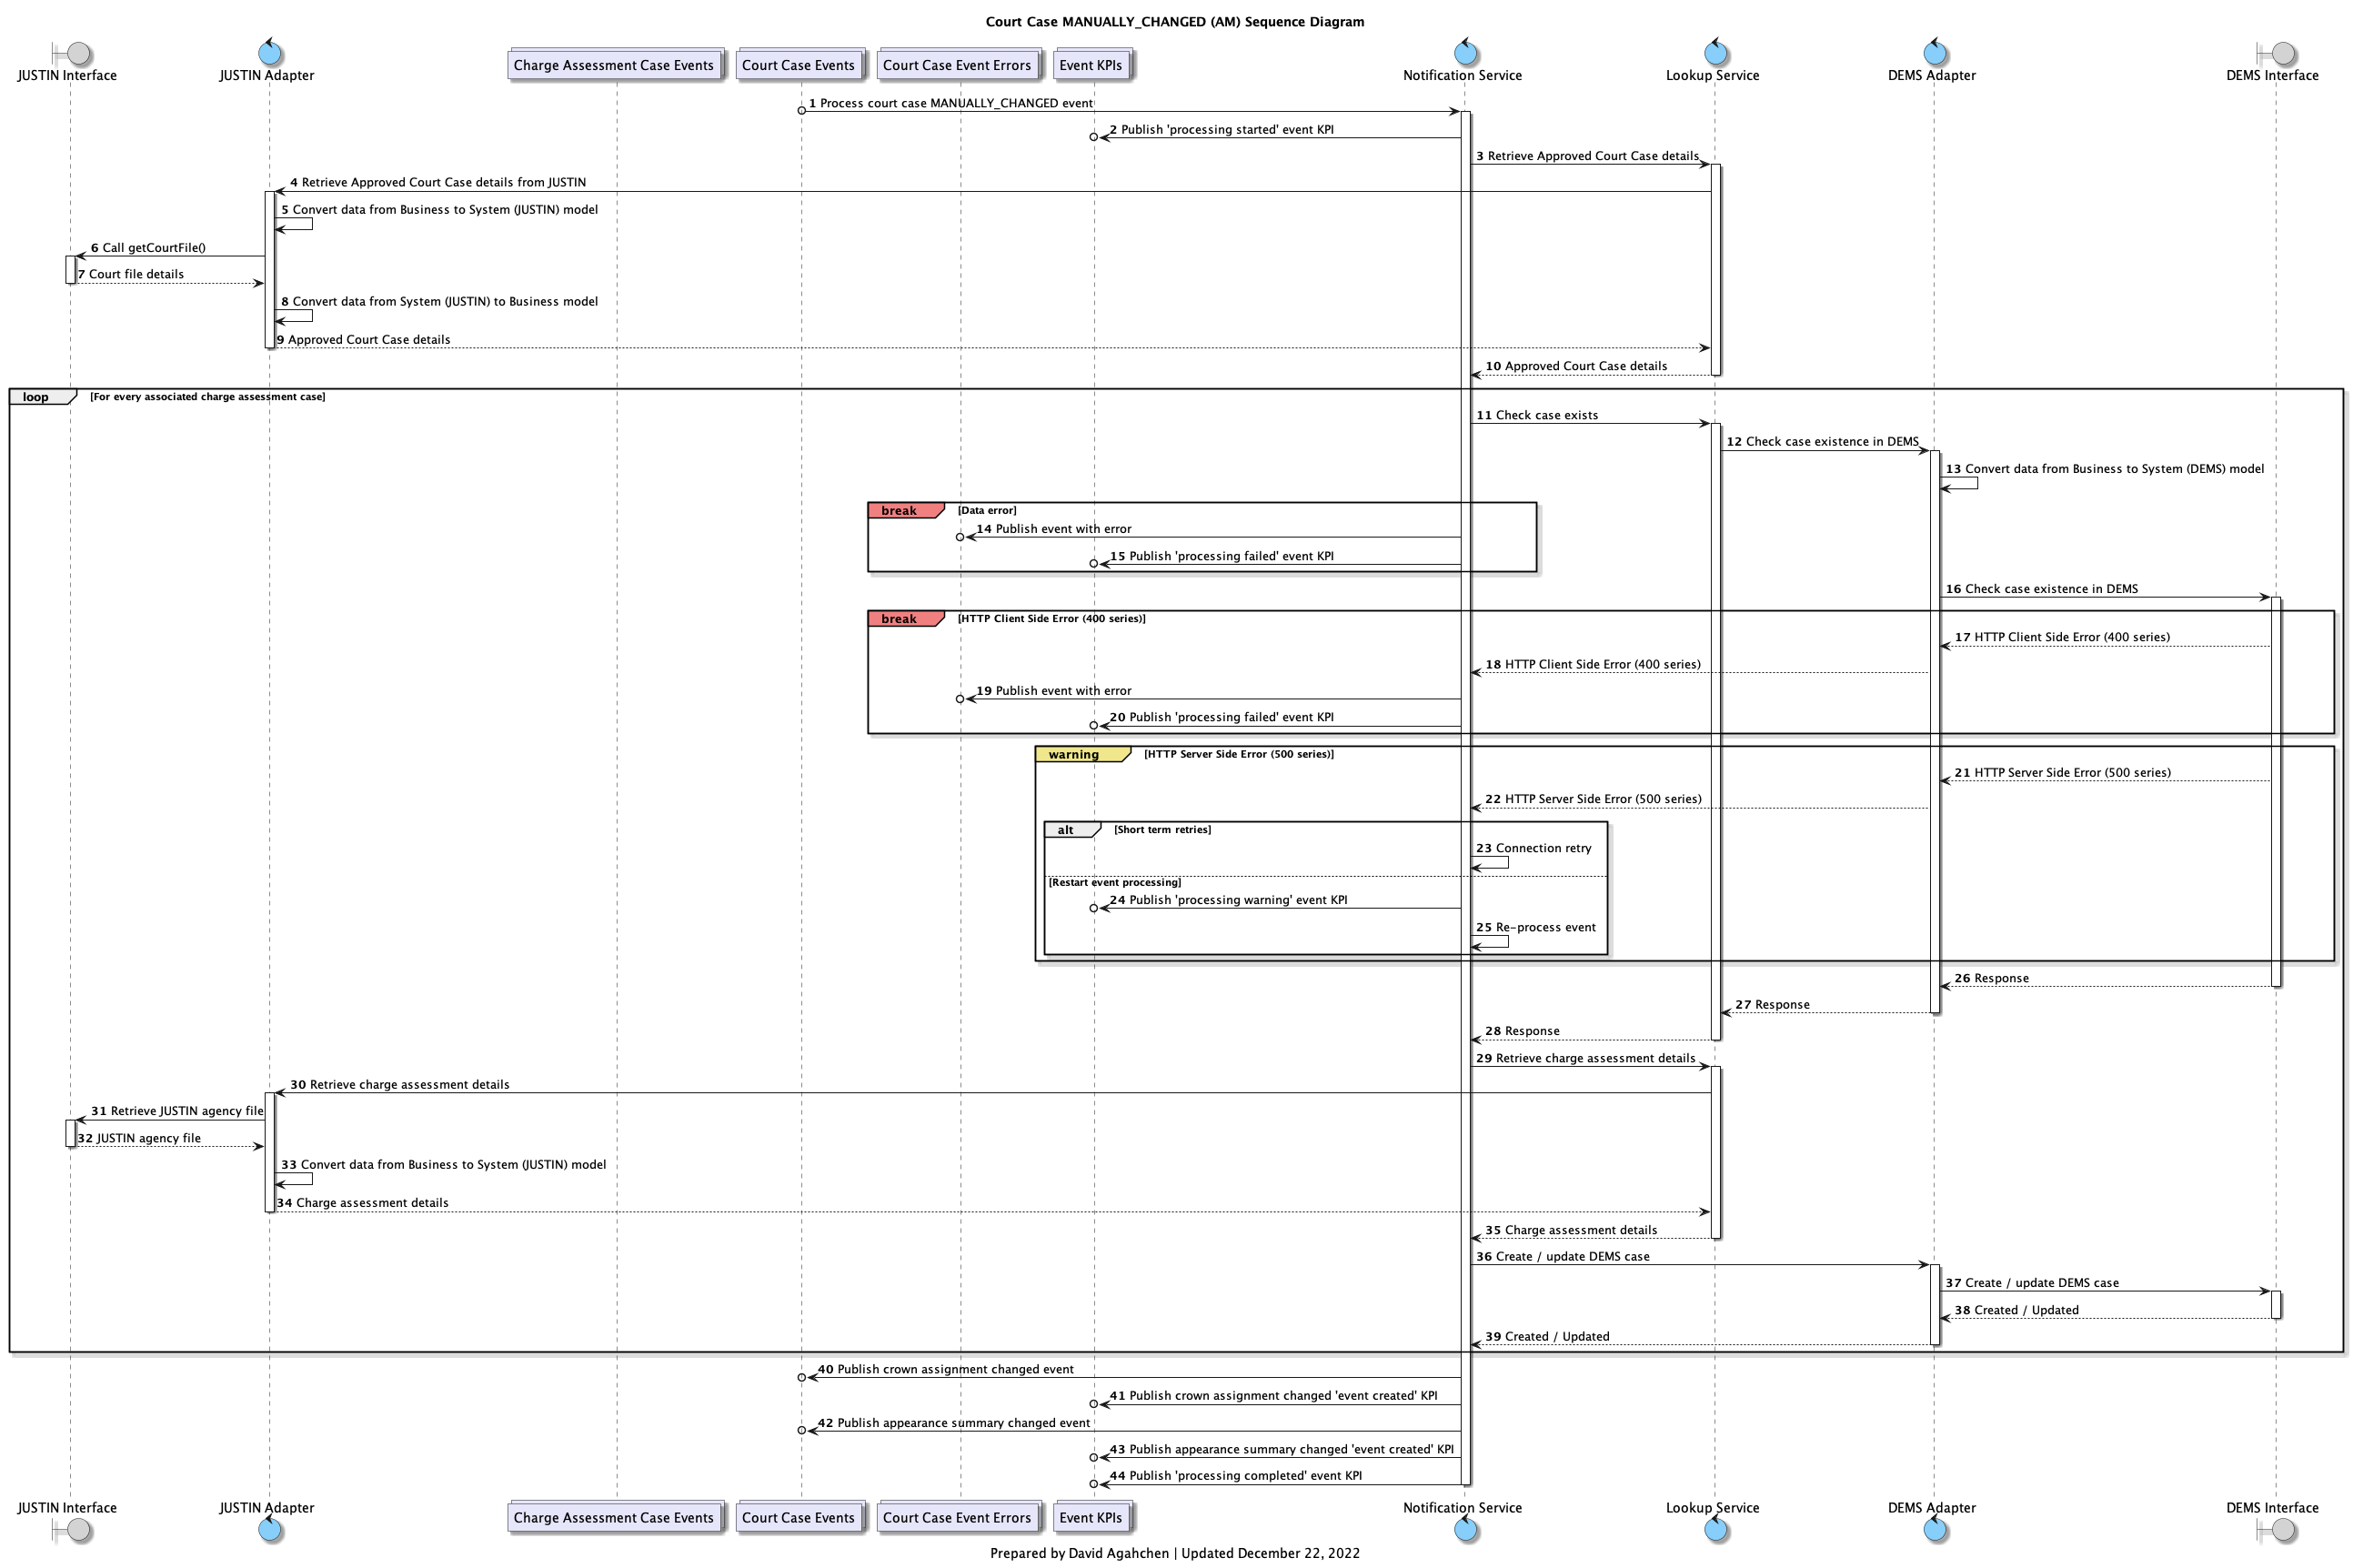 Court Case MANUALLY_CHANGED (AM) Sequence Diagram
JUSTIN Interface
JUSTIN Adapter
Charge Assessment Case Events
Court Case Events
Court Case Event Errors
Event KPIs
Notification Service
Lookup Service
DEMS Adapter
DEMS Interface
1 Process court case MANUALLY_CHANGED event
2 Publish 'processing started' event KPI
3 Retrieve Approved Court Case details
4 Retrieve Approved Court Case details from JUSTIN
5 Convert data from Business to System (JUSTIN) model
6 Call getCourtFile()
7 Court file details
8 Convert data from System (JUSTIN) to Business model
9 Approved Court Case details
10 Approved Court Case details
loop [For every associated charge assessment case]
11 Check case exists
12 Check case existence in DEMS
13 Convert data from Business to System (DEMS) model
break [Data error]
14 Publish event with error
15 Publish 'processing failed' event KPI
16 Check case existence in DEMS
break [HTTP Client Side Error (400 series)]
17 HTTP Client Side Error (400 series)
18 HTTP Client Side Error (400 series)
19 Publish event with error
20 Publish 'processing failed' event KPI
warning [HTTP Server Side Error (500 series)]
21 HTTP Server Side Error (500 series)
22 HTTP Server Side Error (500 series)
alt [Short term retries]
23 Connection retry
[Restart event processing]
24 Publish 'processing warning' event KPI
25 Re-process event
26 Response
27 Response
28 Response
29 Retrieve charge assessment details
30 Retrieve charge assessment details
31 Retrieve JUSTIN agency file
32 JUSTIN agency file
33 Convert data from Business to System (JUSTIN) model
34 Charge assessment details
35 Charge assessment details
36 Create / update DEMS case
37 Create / update DEMS case
38 Created / Updated
39 Created / Updated
40 Publish crown assignment changed event
41 Publish crown assignment changed 'event created' KPI
42 Publish appearance summary changed event
43 Publish appearance summary changed 'event created' KPI
44 Publish 'processing completed' event KPI
JUSTIN Interface
JUSTIN Adapter
Charge Assessment Case Events
Court Case Events
Court Case Event Errors
Event KPIs
Notification Service
Lookup Service
DEMS Adapter
DEMS Interface
Prepared by David Agahchen | Updated December 22, 2022